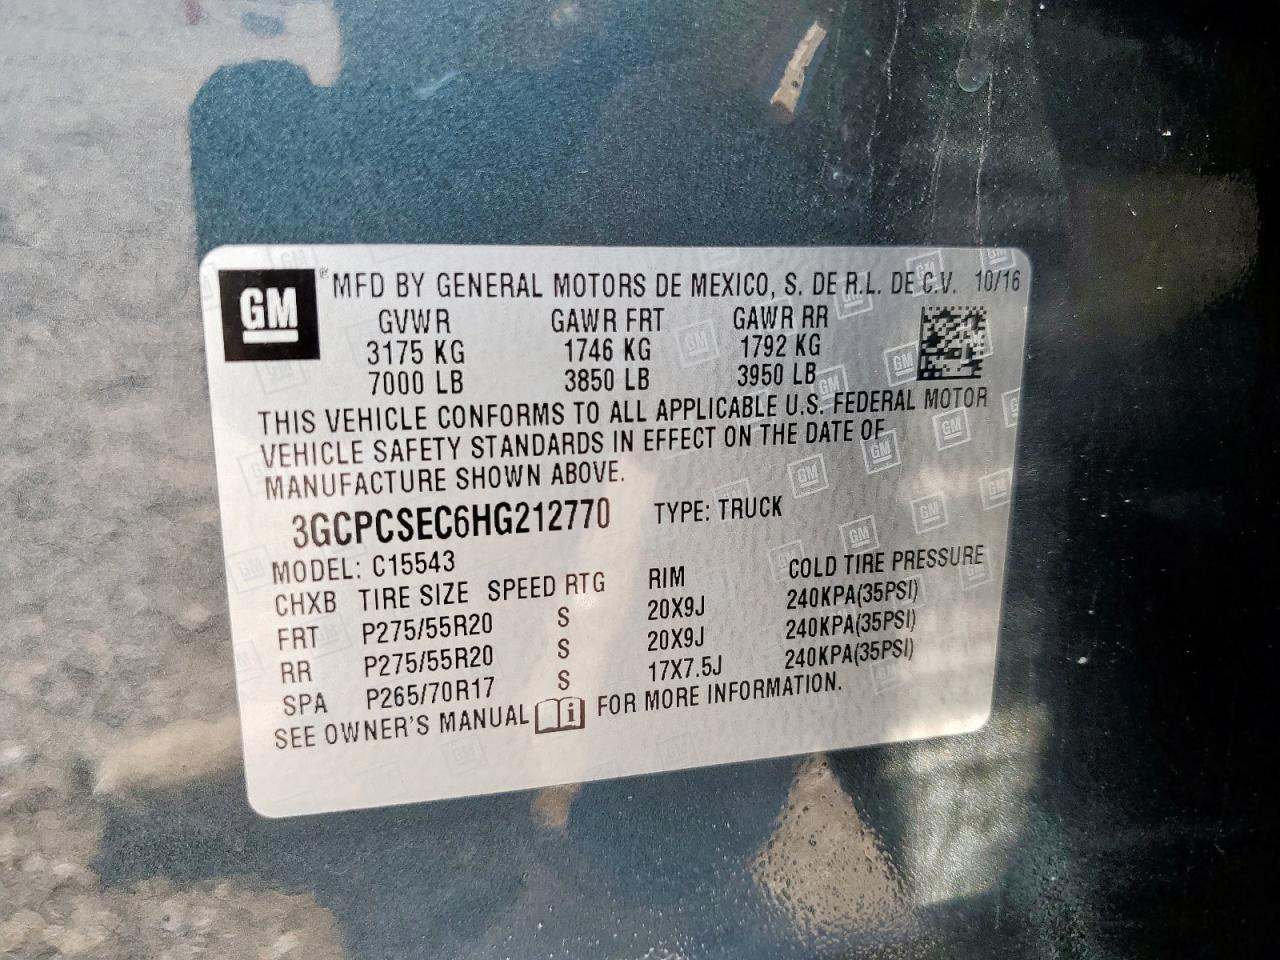 GM ® MFD BY GENERAL MOTORS DE MEXICO, S. DE R.L. DE C.V. 10/16
GVWR GAWR FRT GAWR RR
3175 KG 1746 KG 1792 KG
7000 LB 3850 LB 3950 LB
THIS VEHICLE CONFORMS TO ALL APPLICABLE U.S. FEDERAL MOTOR
VEHICLE SAFETY STANDARDS IN EFFECT ON THE DATE OF
MANUFACTURE SHOWN ABOVE.
3GCPCSEC6HG212770 TYPE: TRUCK
MODEL: C15543
CHXB TIRE SIZE SPEED RTG RIM COLD TIRE PRESSURE
FRT P275/55R20 S 20X9J 240KPA(35PSI)
RR P275/55R20 S 20X9J 240KPA(35PSI)
SPA P265/70R17 S 17X7.5J 240KPA(35PSI)
SEE OWNER'S MANUAL i FOR MORE INFORMATION.